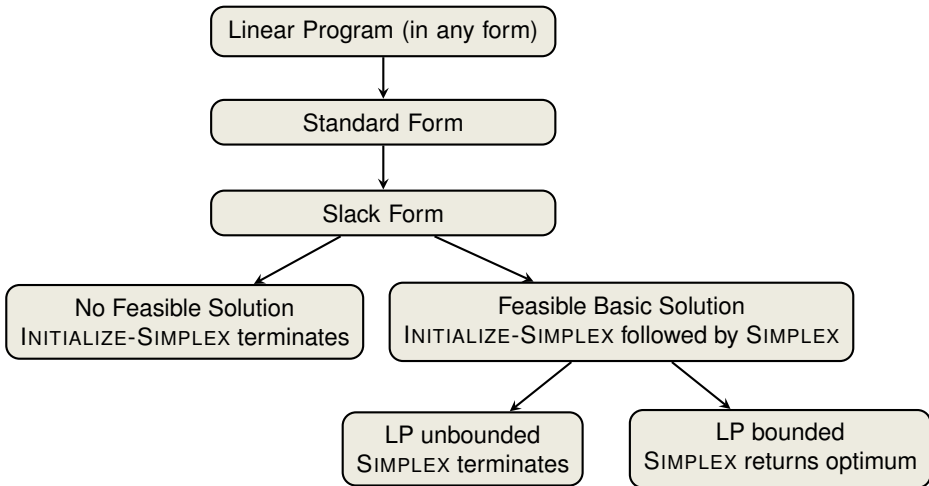 Linear Program (in any form)
Standard Form
Slack Form
No Feasible Solution
INITIALIZE-SIMPLEX terminates
Feasible Basic Solution
INITIALIZE-SIMPLEX followed by SIMPLEX
LP unbounded
SIMPLEX terminates
LP bounded
SIMPLEX returns optimum